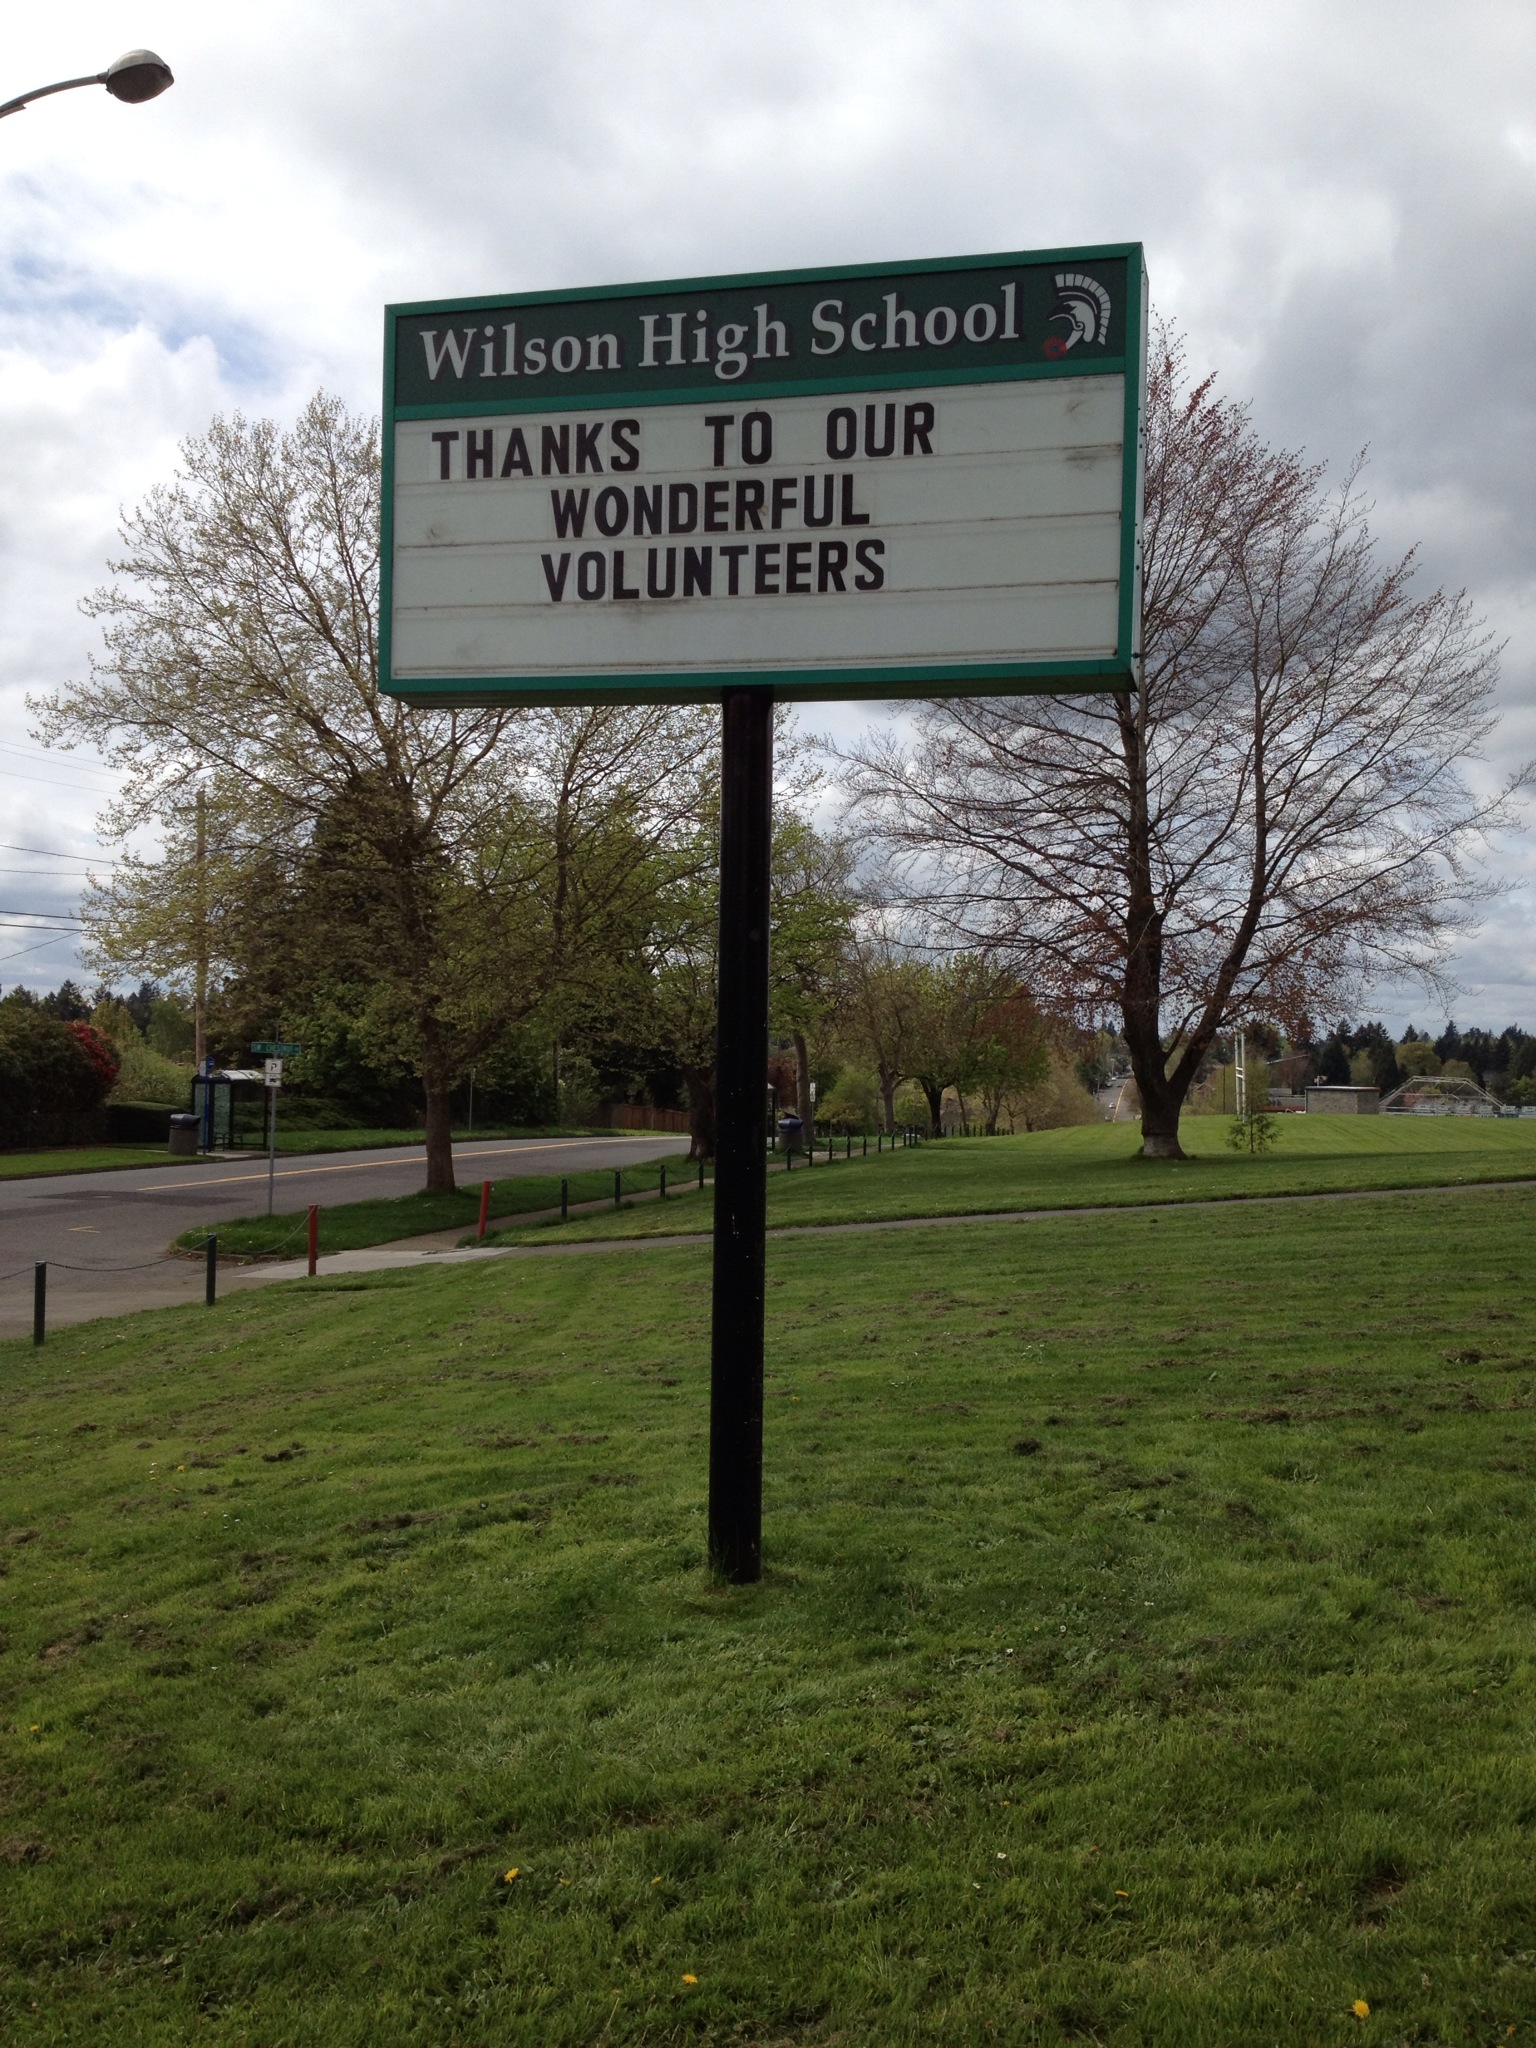 Wilson High School
THANKS TO OUR
WONDERFUL
VOLUNTEERS
P